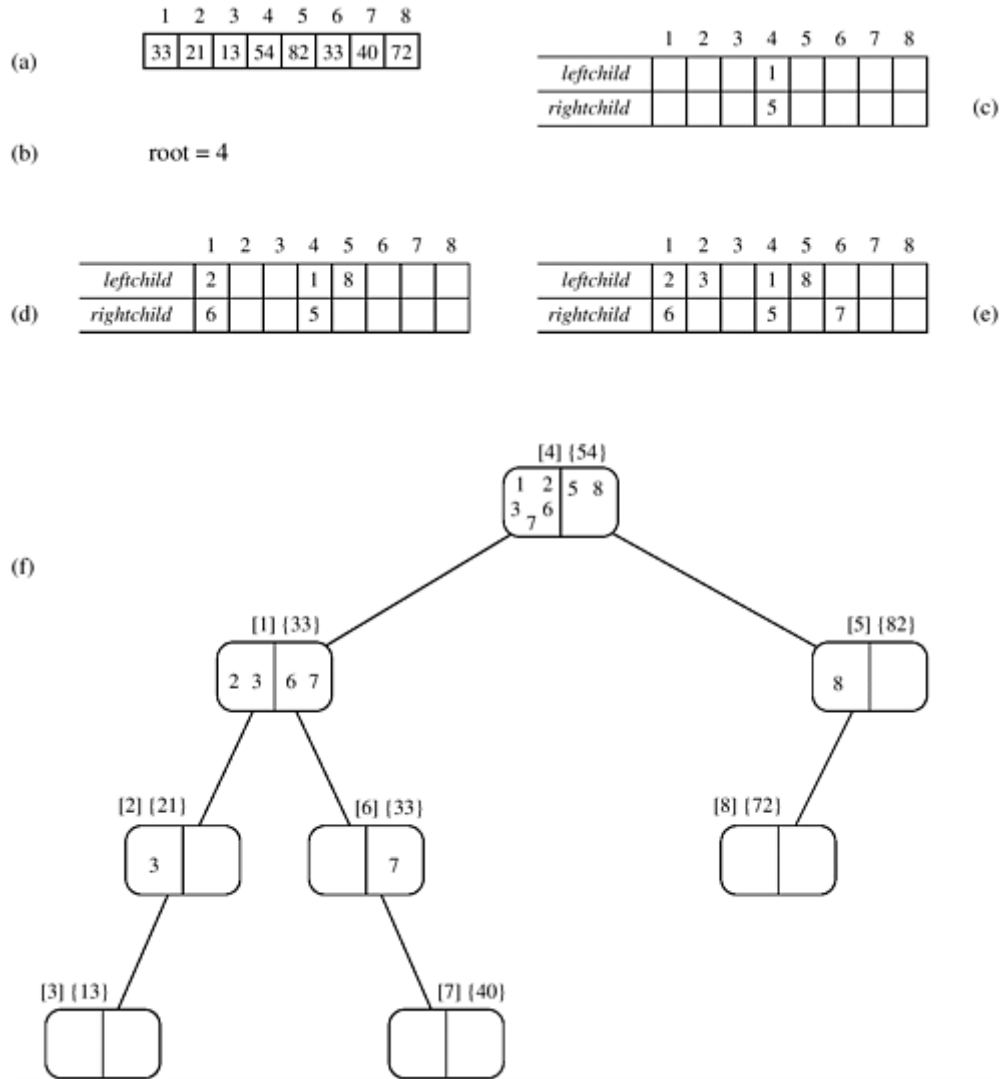 1 2 3 4 5 6 7 8
(a) 33 21 13 54 82 33 40 72
1 2 3 4 5 6 7 8
leftchild 1
rightchild 5
(c)
(b) root = 4
1 2 3 4 5 6 7 8
leftchild 2 1 8
(d) rightchild 6 5
1 2 3 4 5 6 7 8
leftchild 2 3 1 8
rightchild 6 5 7 (e)
[4] {54}
1 2 5 8
3 6
7
(f)
[1] {33} [5] {82}
2 3 6 7 8
[2] {21} [6] {33} [8] {72}
3 7
[3] {13} [7] {40}